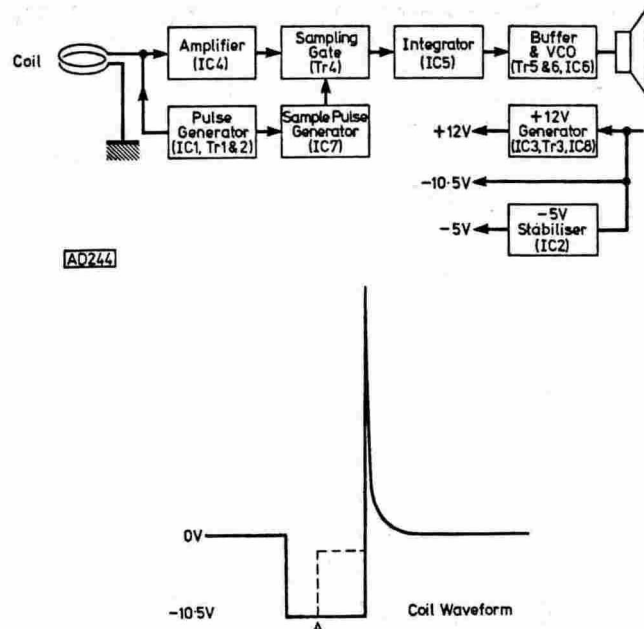 Coil
Amplifier
(IC4)
Sampling
Gate
(Tr4)
Integrator
(IC5)
Buffer
& VCO
(Tr5 & 6, IC6)
Pulse
Generator
(IC1, Tr1 & 2)
Sample Pulse
Generator
(IC7)
+12V
+12V
Generator
(IC3,Tr3,IC8)
-10·5V
-5V
-5V
Stabiliser
(IC2)
AD244
0V
-10·5V
Coil Waveform